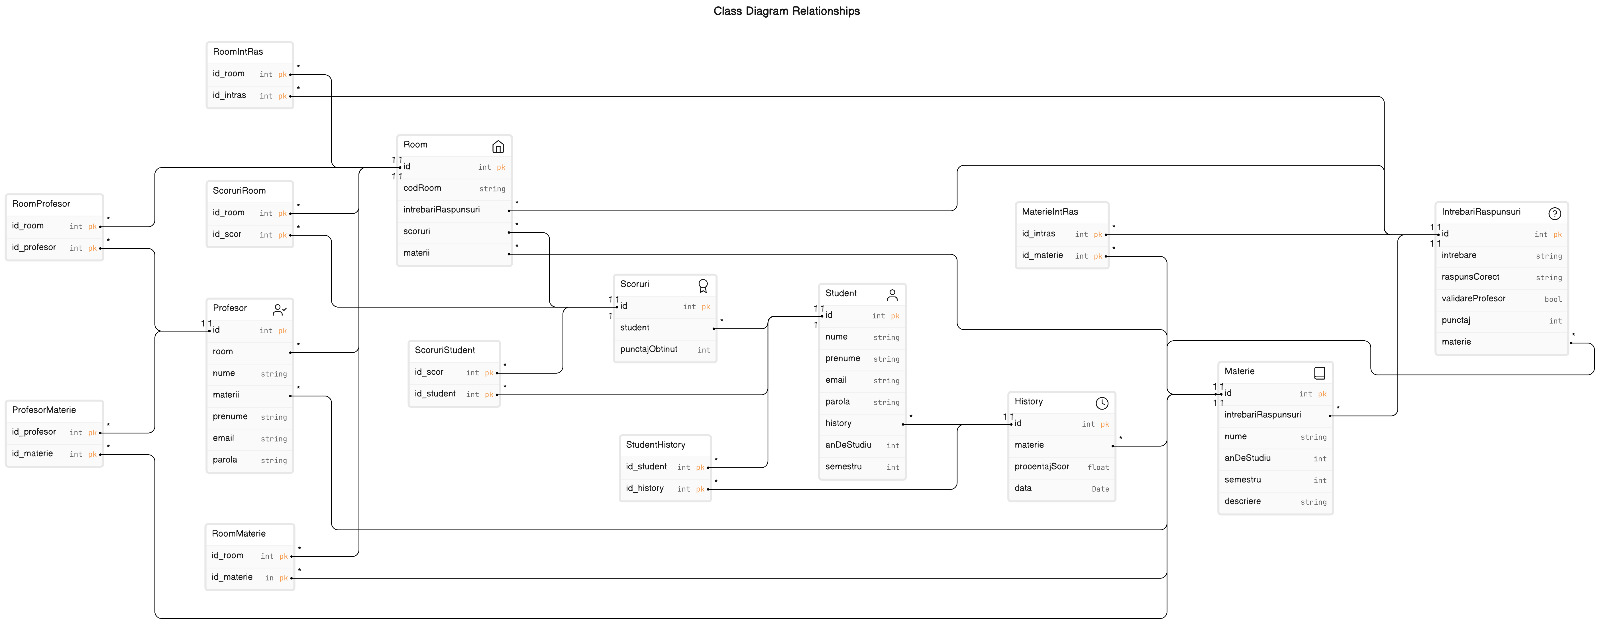 Class Diagram Relationships
RoomIntRas
id_room int pk
id_intras int pk
Room
id int pk
codRoom string
intrebariRaspunsuri
scoruri
materii
RoomProfesor
id_room int pk
id_profesor int pk
ScoruriRoom
id_room int pk
id_scor int pk
MaterieIntRas
id_intras int pk
id_materie int pk
IntrebariRaspunsuri
id int pk
intrebare string
raspunsCorect string
validareProfesor bool
punctaj int
materie
Profesor
id int pk
room
nume string
materii
prenume string
email string
parola string
Scoruri
id int pk
student
punctajObtinut int
Student
id int pk
nume string
prenume string
email string
parola string
history
anDeStudiu int
semestru int
ScoruriStudent
id_scor int pk
id_student int pk
Materie
id int pk
intrebariRaspunsuri
nume string
anDeStudiu int
semestru int
descriere string
History
id int pk
materie
procentajScor float
data Date
ProfesorMaterie
id_profesor int pk
id_materie int pk
StudentHistory
id_student int pk
id_history int pk
RoomMaterie
id_room int pk
id_materie in pk